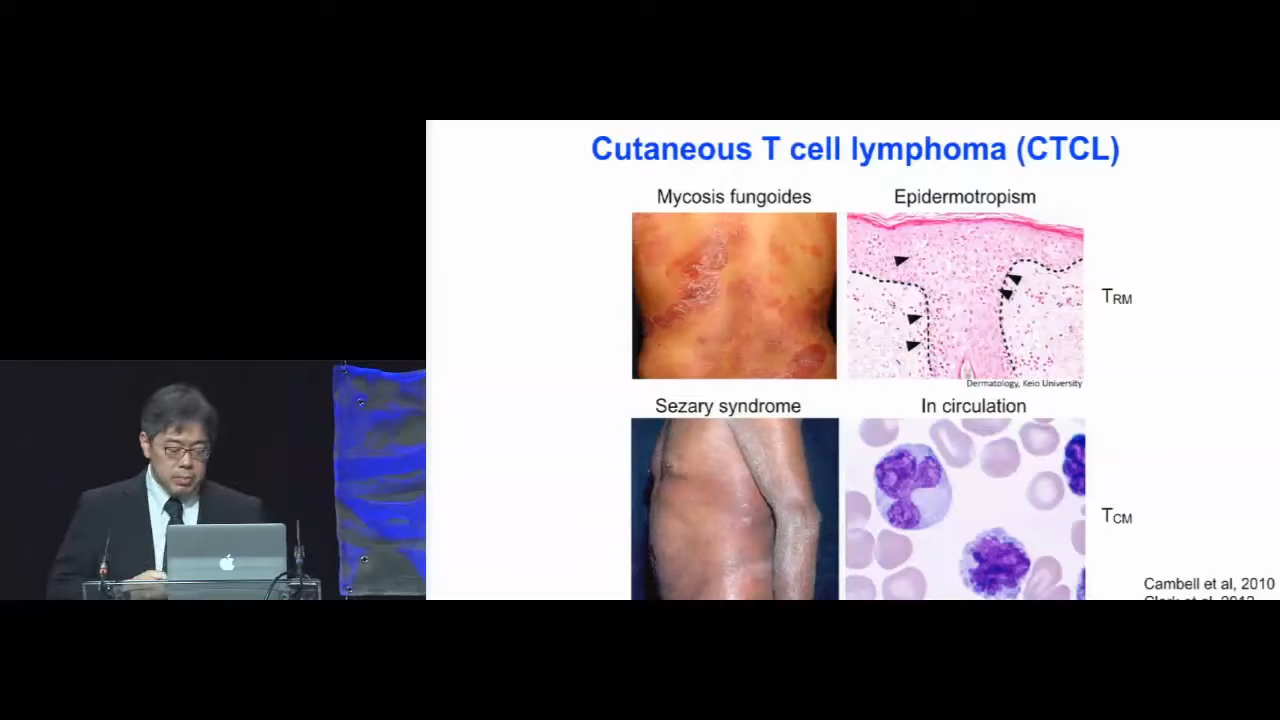 Cutaneous T cell lymphoma (CTCL)
Mycosis fungoides
Epidermotropism
TRM
Dermatology, Keio University
Sezary syndrome
In circulation
TCM
Cambell et al, 2010